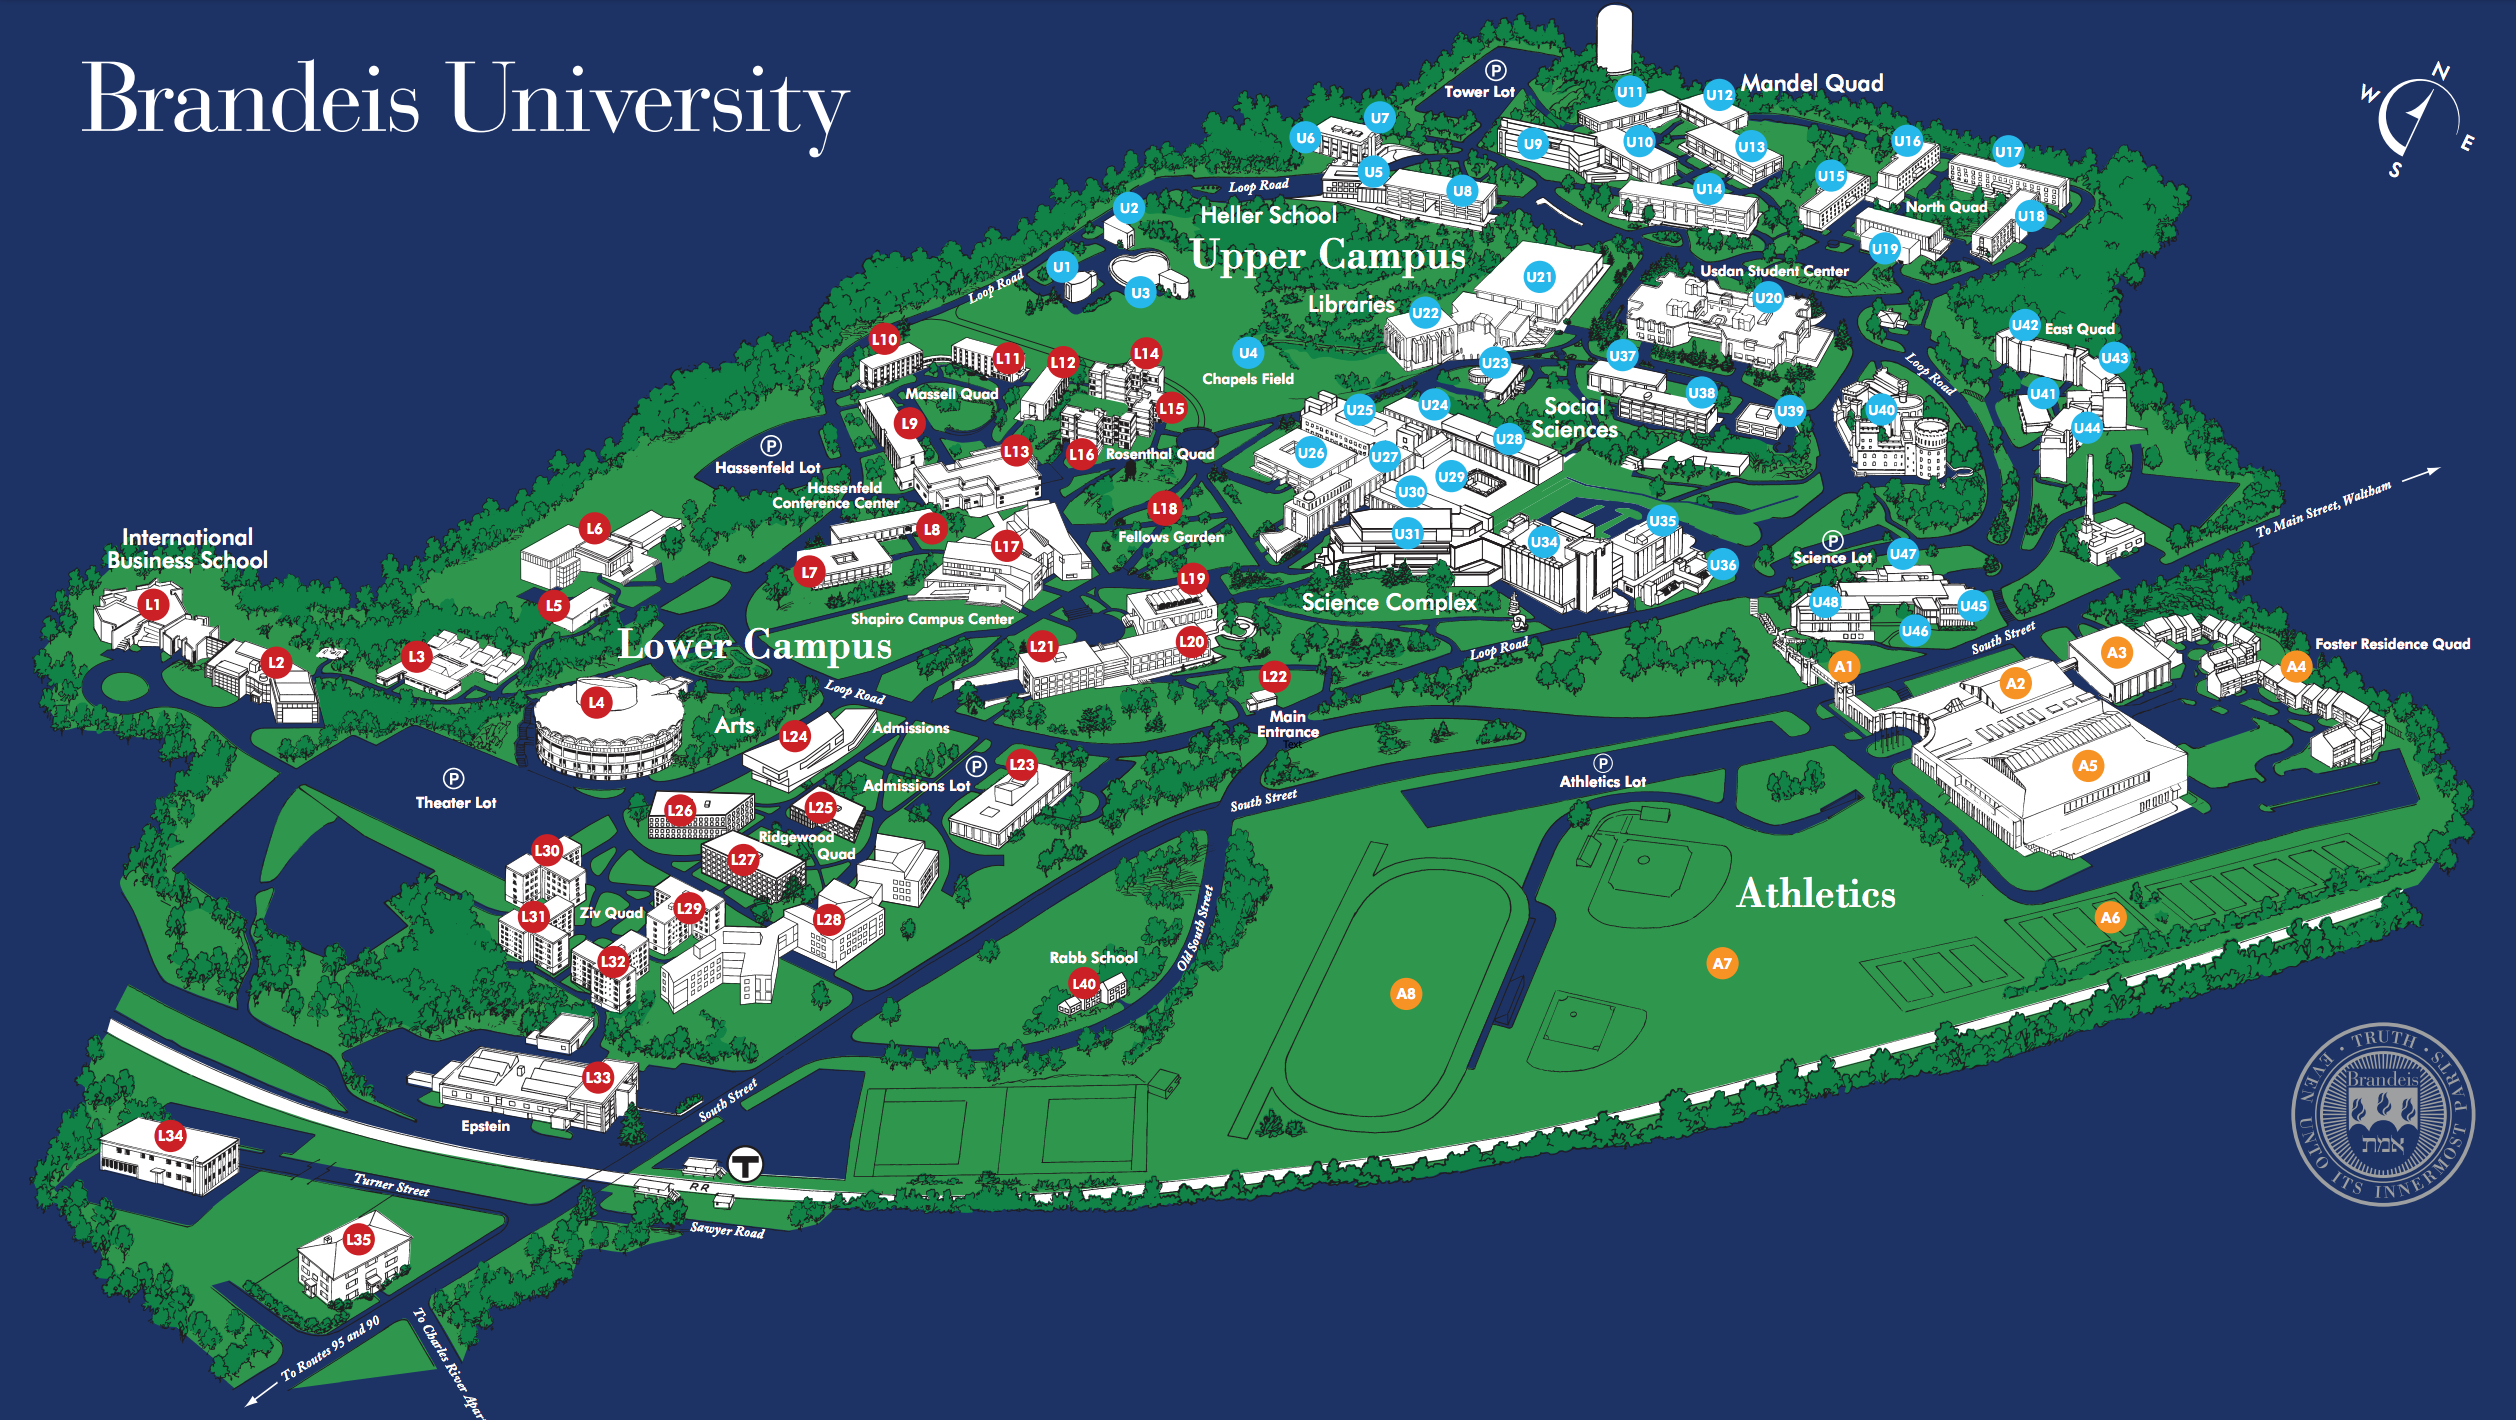 Brandeis University
N
W
E
S
P
Tower Lot
U11
U12
Mandel Quad
U7
U6
U9
U10
U13
U16
U17
U5
U8
U14
U15
Loop Road
North Quad
U18
U2
Heller School
U19
Upper Campus
U1
U3
Loop Road
U21
Usdan Student Center
U20
Libraries
U22
U42
East Quad
L10
L11
L12
L14
U4
Chapels Field
U23
U37
Loop Road
U43
Massell Quad
L15
U25
U24
U38
U39
U41
Social
Sciences
U40
L9
U44
P
Hassenfeld Lot
L13
L16
Rosenthal Quad
U26
U27
U28
U29
U30
Hassenfeld
Conference Center
To Main Street, Waltham
L18
Fellows Garden
L6
L8
L17
L7
U31
U34
U35
U36
P
Science Lot
U47
International
Business School
L1
L5
L19
Science Complex
U48
U45
U46
Shapiro Campus Center
Lower Campus
L3
L2
L21
L20
Loop Road
South Street
A1
A3
A2
A4
Foster Residence Quad
L4
Loop Road
L22
Main
Entrance
Text
Arts
L24
Admissions
P
Theater Lot
P
Admissions Lot
L23
South Street
P
Athletics Lot
A5
L26
L25
Ridgewood
Quad
L27
L30
L31
Ziv Quad
L29
L28
L32
Athletics
A6
Old South Street
Rabb School
L40
A8
A7
L33
Epstein
South Street
L34
T
Turner Street
RR
Sawyer Road
L35
To Routes 95 and 90
To Charles River Apar
TRUTH · EVEN UNTO ITS INNERMOST PARTS ·
Brandeis
אמת